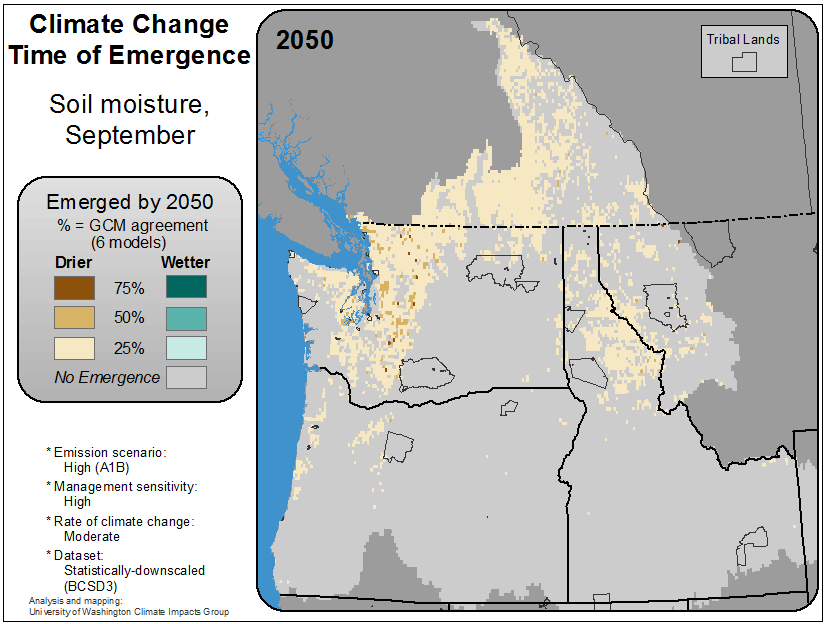 Climate Change
Time of Emergence
Soil moisture,
September
Emerged by 2050
% = GCM agreement
(6 models)
Drier Wetter
75%
50%
25%
No Emergence
* Emission scenario:
High (A1B)
* Management sensitivity:
High
* Rate of climate change:
Moderate
* Dataset:
Statistically-downscaled
(BCSD3)
Analysis and mapping:
University of Washington Climate Impacts Group
2050
Tribal Lands